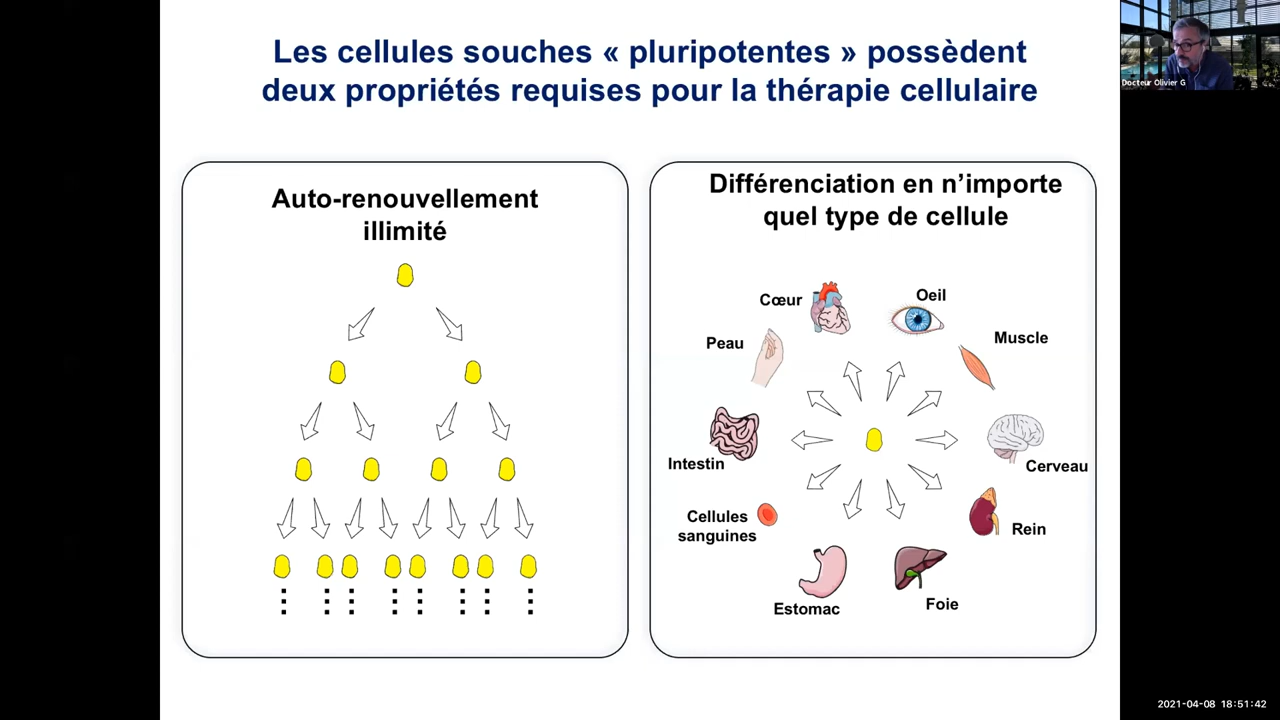 Les cellules souches « pluripotentes » possèdent
deux propriétés requises pour la thérapie cellulaire
Docteur Olivier G
Auto-renouvellement
illimité
Différenciation en n’importe
quel type de cellule
Cœur
Oeil
Peau
Muscle
Intestin
Cerveau
Cellules
sanguines
Rein
Estomac
Foie
2021-04-08 18:51:42